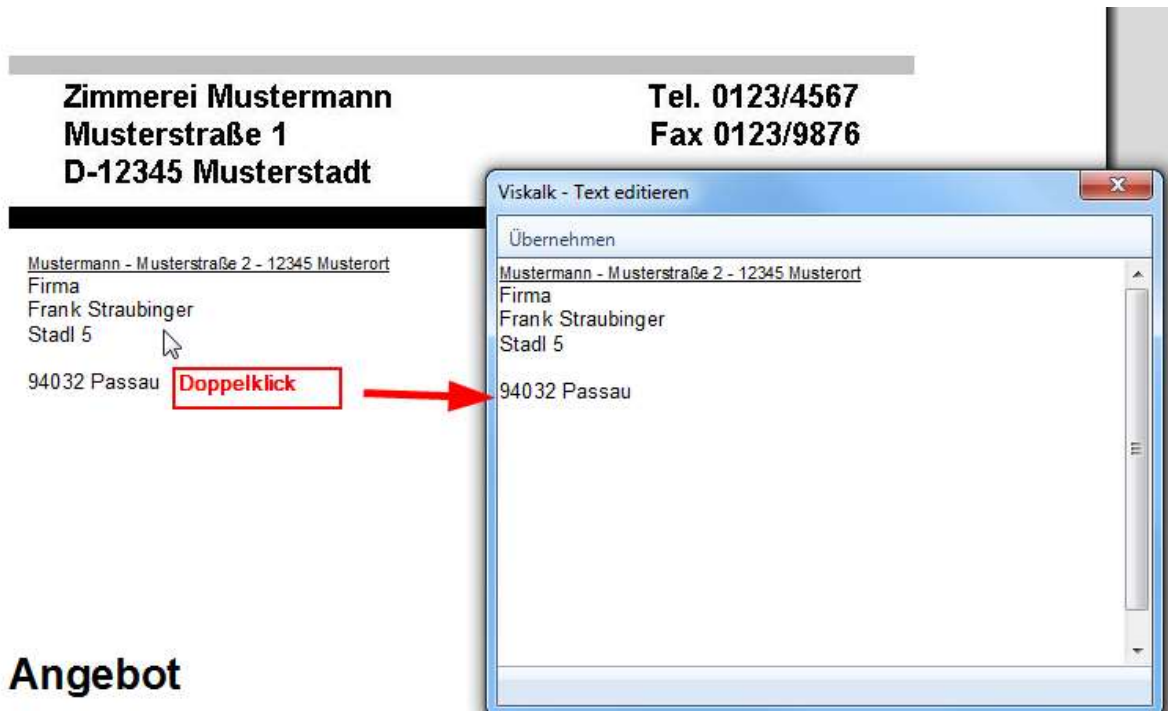 Zimmerei Mustermann
Musterstraße 1
D-12345 Musterstadt
Tel. 0123/4567
Fax 0123/9876
Mustermann - Musterstraße 2 - 12345 Musterort
Firma
Frank Straubinger
Stadl 5
94032 Passau
Doppelklick
Angebot
Viskalk - Text editieren
Übernehmen
Mustermann - Musterstraße 2 - 12345 Musterort
Firma
Frank Straubinger
Stadl 5
94032 Passau